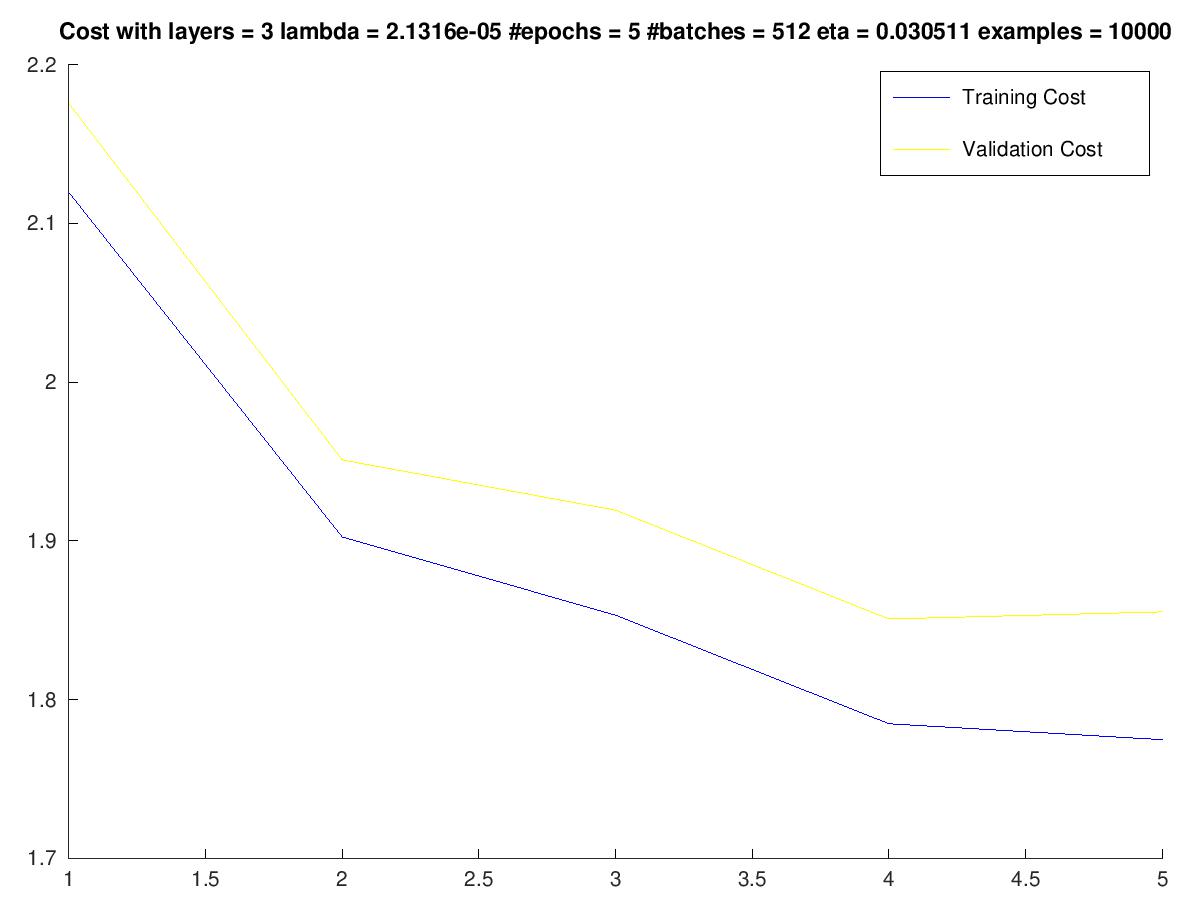 Cost with layers = 3 lambda = 2.1316e-05 #epochs = 5 #batches = 512 eta = 0.030511 examples = 10000
2.2
2.1
2
1.9
1.8
1.7
Training Cost
Validation Cost
1 1.5 2 2.5 3 3.5 4 4.5 5